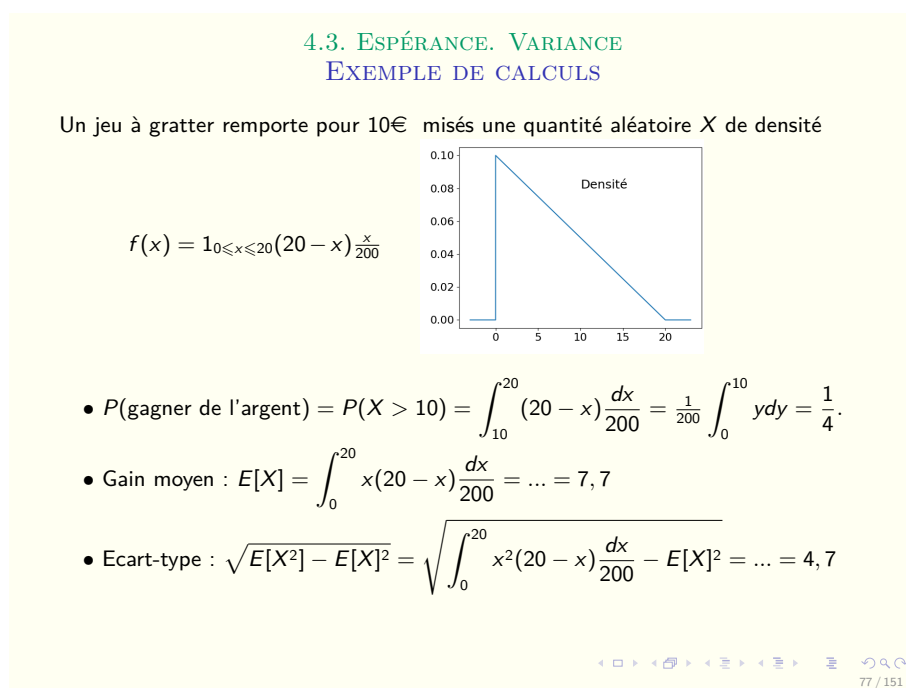 4.3. Espérance. Variance
Exemple de calculs
Un jeu à gratter remporte pour 10€ misés une quantité aléatoire X de densité
f(x) = 1_{0⩽x⩽20}(20 − x) x/200
0.10
0.08
0.06
0.04
0.02
0.00
Densité
0 5 10 15 20
• P(gagner de l'argent) = P(X > 10) = ∫_{10}^{20} (20 − x) dx/200 = 1/200 ∫_0^{10} ydy = 1/4.
• Gain moyen : E[X] = ∫_0^{20} x(20 − x) dx/200 = ... = 7,7
• Ecart-type : √(E[X²] − E[X]²) = √(∫_0^{20} x²(20 − x) dx/200 − E[X]²) = ... = 4,7
77 / 151